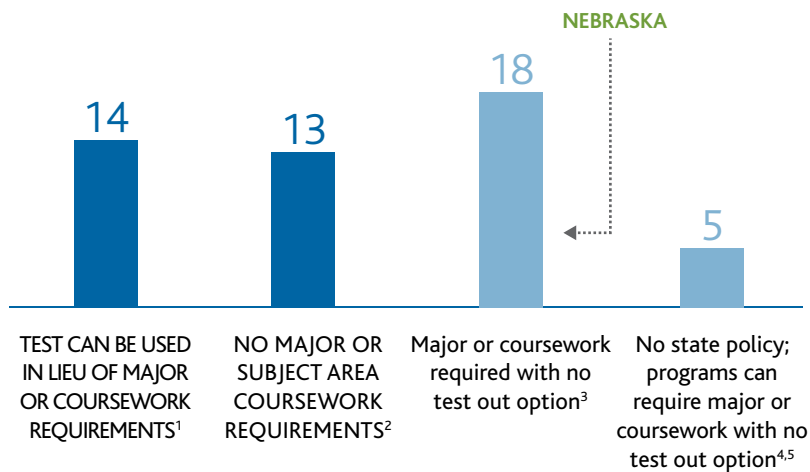 NEBRASKA
14
13
18
5
TEST CAN BE USED
IN LIEU OF MAJOR
OR COURSEWORK
REQUIREMENTS¹
NO MAJOR OR
SUBJECT AREA
COURSEWORK
REQUIREMENTS²
Major or coursework
required with no
test out option³
No state policy;
programs can
require major or
coursework with no
test out option⁴,⁵